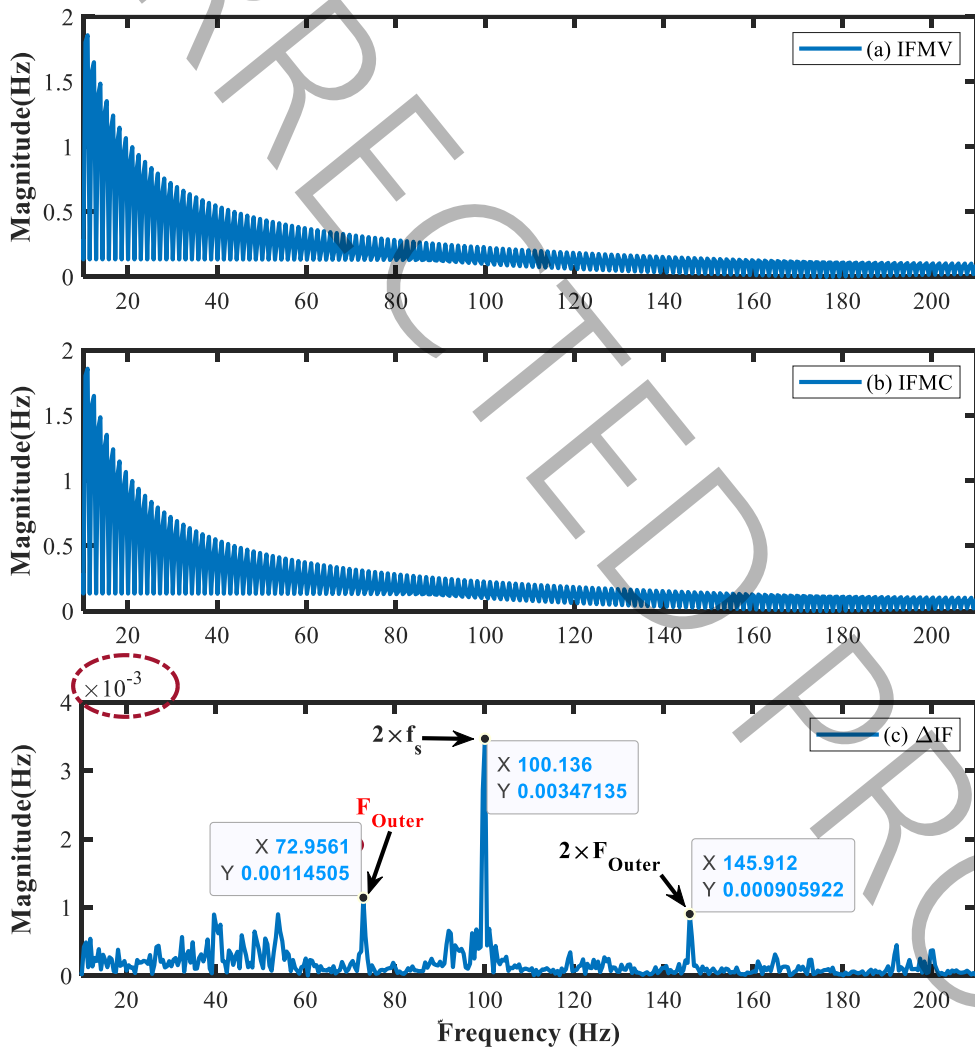 2
1.5
1
0.5
0
Magnitude(Hz)
(a) IFMV
20 40 60 80 100 120 140 160 180 200
2
1.5
1
0.5
0
Magnitude(Hz)
(b) IFMC
20 40 60 80 100 120 140 160 180 200
×10⁻³
4
3
2
1
0
Magnitude(Hz)
(c) ΔIF
2×fs
X 100.136
Y 0.00347135
FOuter
X 72.9561
Y 0.00114505
2×FOuter
X 145.912
Y 0.000905922
20 40 60 80 100 120 140 160 180 200
Frequency (Hz)
RRECTED PRO